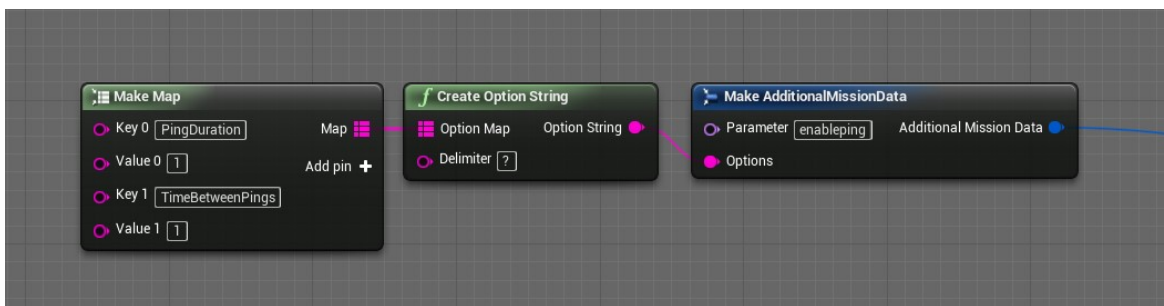 Make Map
Key 0 PingDuration
Map
Value 0 1
Add pin
Key 1 TimeBetweenPings
Value 1 1
f Create Option String
Option Map
Option String
Delimiter ?
Make AdditionalMissionData
Parameter enableping
Additional Mission Data
Options